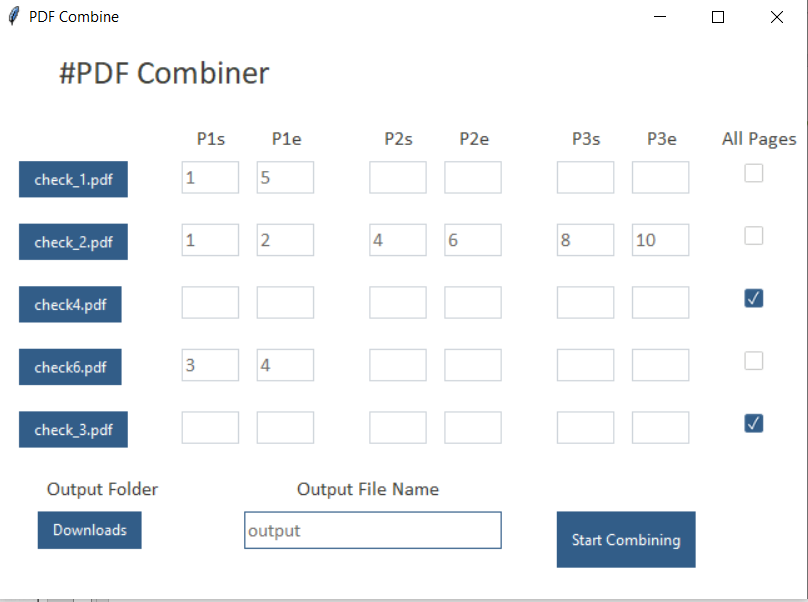 PDF Combine
#PDF Combiner
P1s P1e P2s P2e P3s P3e All Pages
check_1.pdf 1 5
check_2.pdf 1 2 4 6 8 10
check4.pdf
check6.pdf 3 4
check_3.pdf
Output Folder Output File Name
Downloads output Start Combining